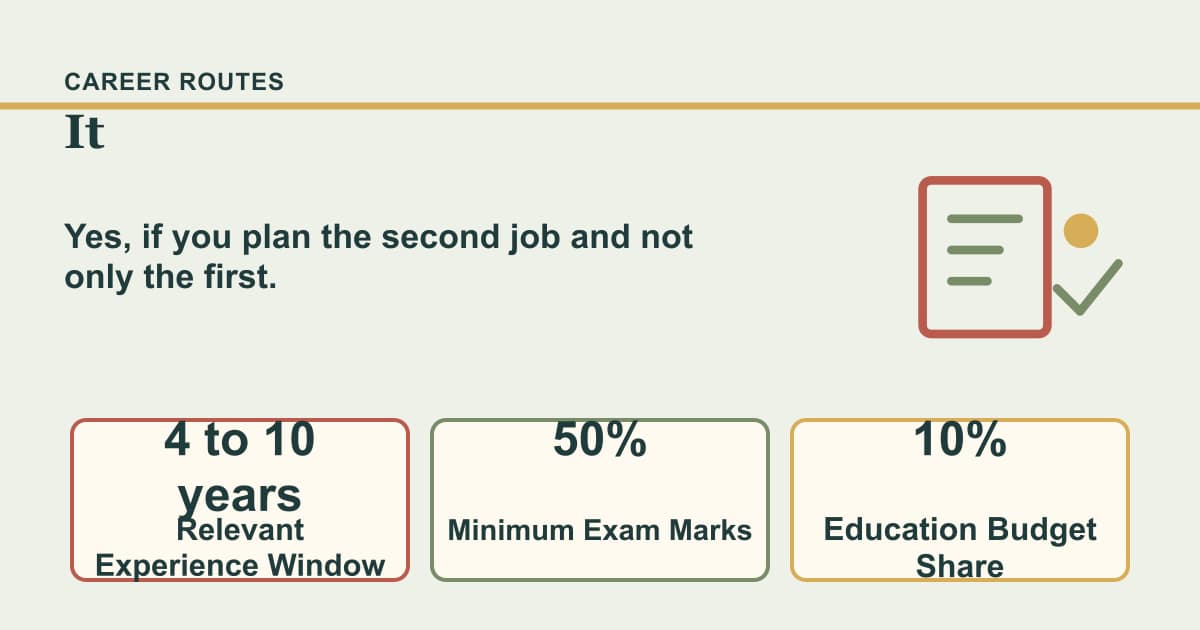 CAREER ROUTES
It
Yes, if you plan the second job and not
only the first.
4 to 10
years
Relevant
Experience Window
50%
Minimum Exam Marks
10%
Education Budget
Share